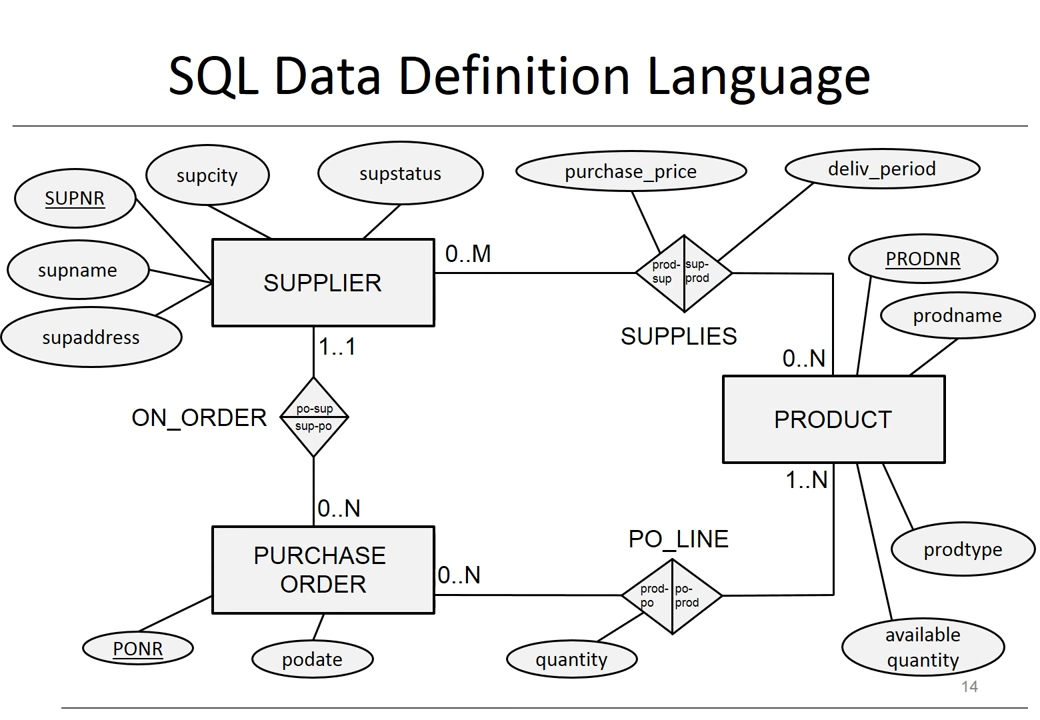 SQL Data Definition Language
SUPNR
supcity
supstatus
purchase_price
deliv_period
supname
supaddress
SUPPLIER
0..M
prod-
sup
sup-
prod
SUPPLIES
PRODNR
prodname
0..N
1..1
ON_ORDER
po-sup
sup-po
PRODUCT
0..N
1..N
PURCHASE
ORDER
0..N
PO_LINE
prod-
po
po-
prod
prodtype
PONR
podate
quantity
available
quantity
14